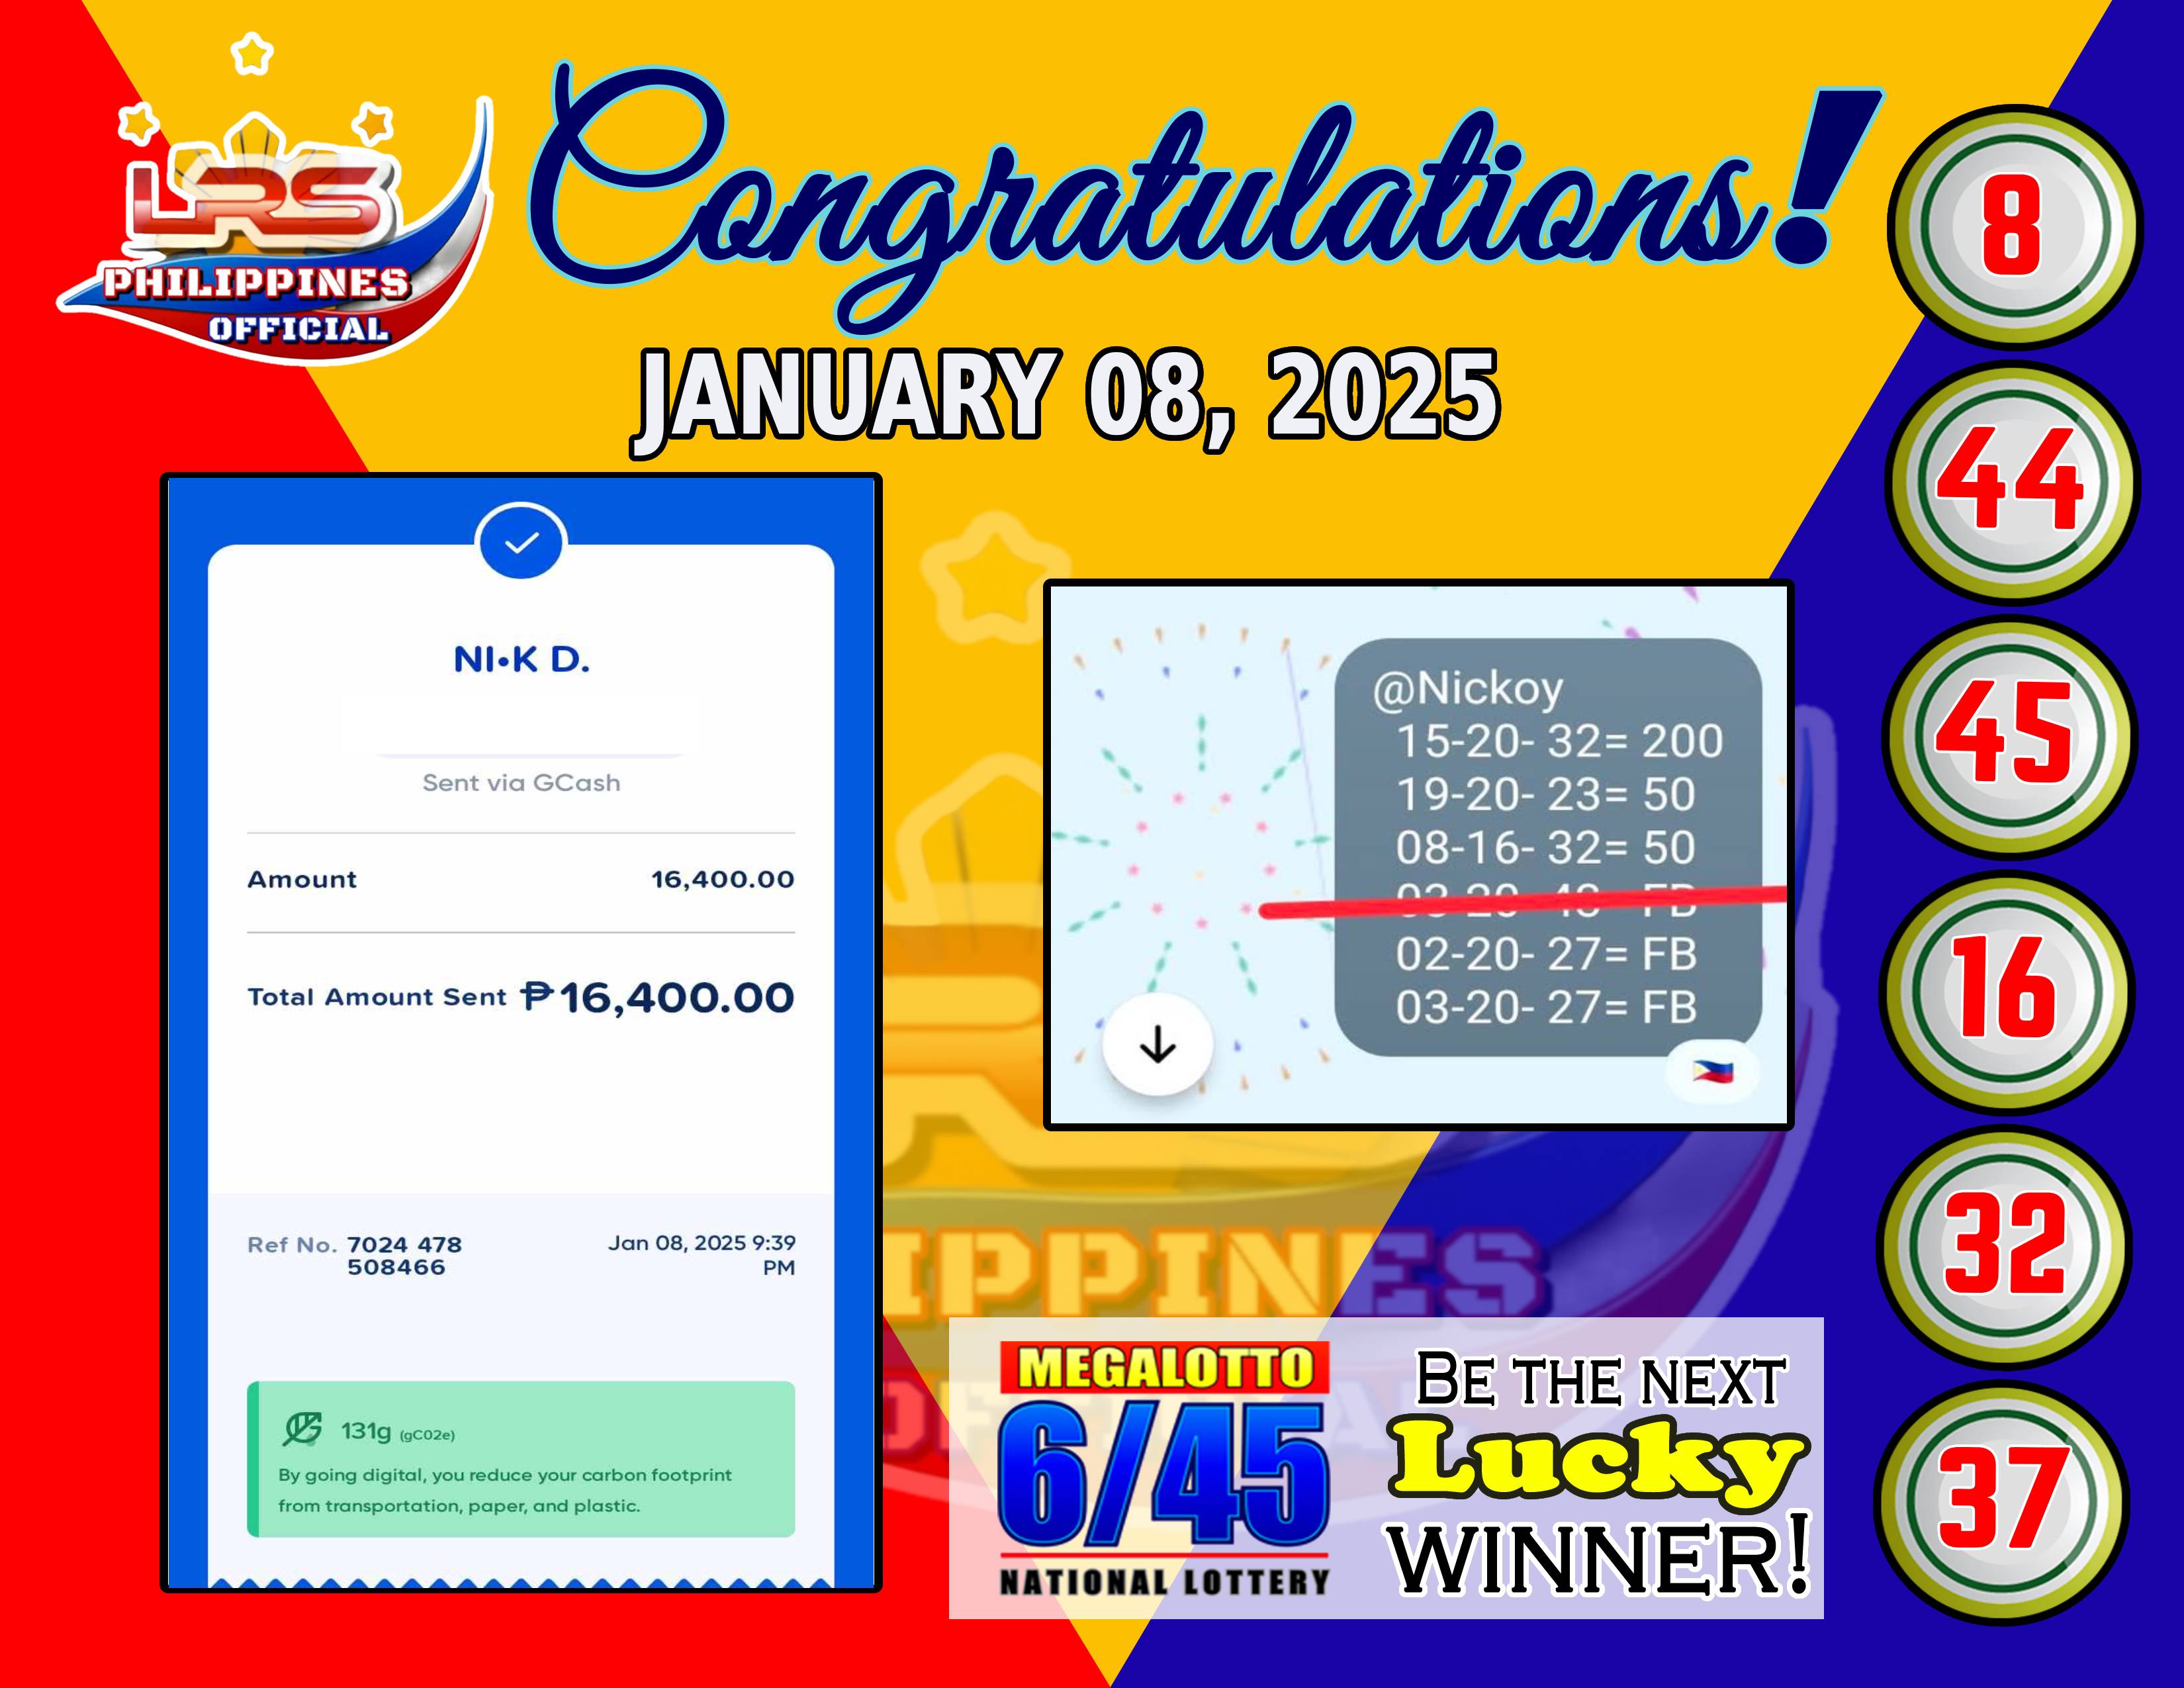 LRS
PHILIPPINES
OFFICIAL
Congratulations!
JANUARY 08, 2025
NI•K D.
Sent via GCash
Amount 16,400.00
Total Amount Sent ₱16,400.00
Ref No. 7024 478
508466
Jan 08, 2025 9:39
PM
131g (gCO2e)
By going digital, you reduce your carbon footprint
from transportation, paper, and plastic.
@Nickoy
15-20- 32= 200
19-20- 23= 50
08-16- 32= 50
02-20- 27= FB
03-20- 27= FB
IPPINES
MEGALOTTO
6/45
NATIONAL LOTTERY
BE THE NEXT
Lucky
WINNER!
8
44
45
16
32
37